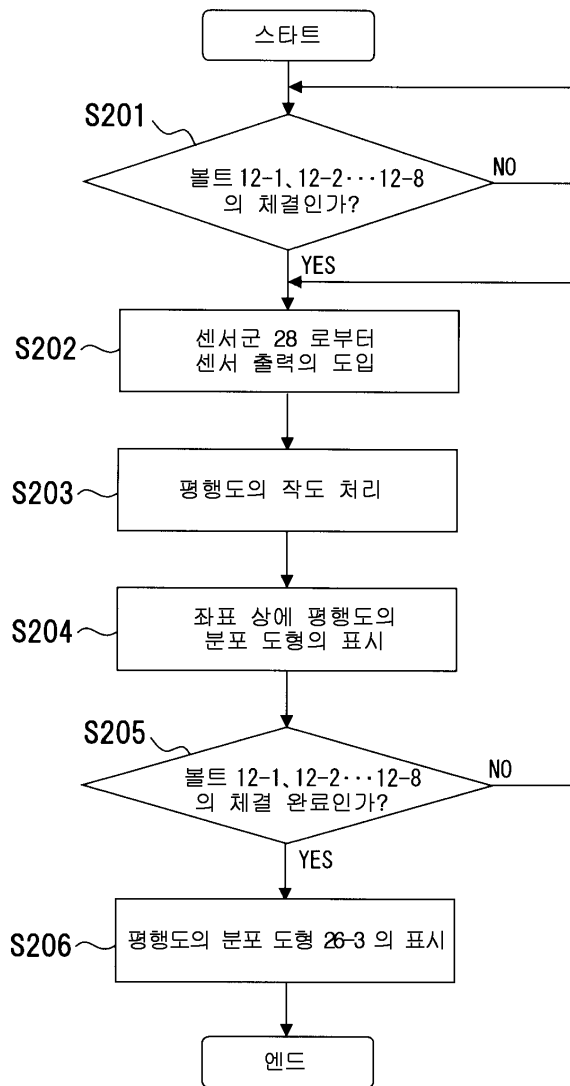 스타트
S201
볼트 12-1、12-2···12-8
의 체결인가?
NO
YES
S202
센서군 28 로부터
센서 출력의 도입
S203
평행도의 작도 처리
S204
좌표 상에 평행도의
분포 도형의 표시
S205
볼트 12-1、12-2···12-8
의 체결 완료인가?
NO
YES
S206
평행도의 분포 도형 26-3 의 표시
엔드